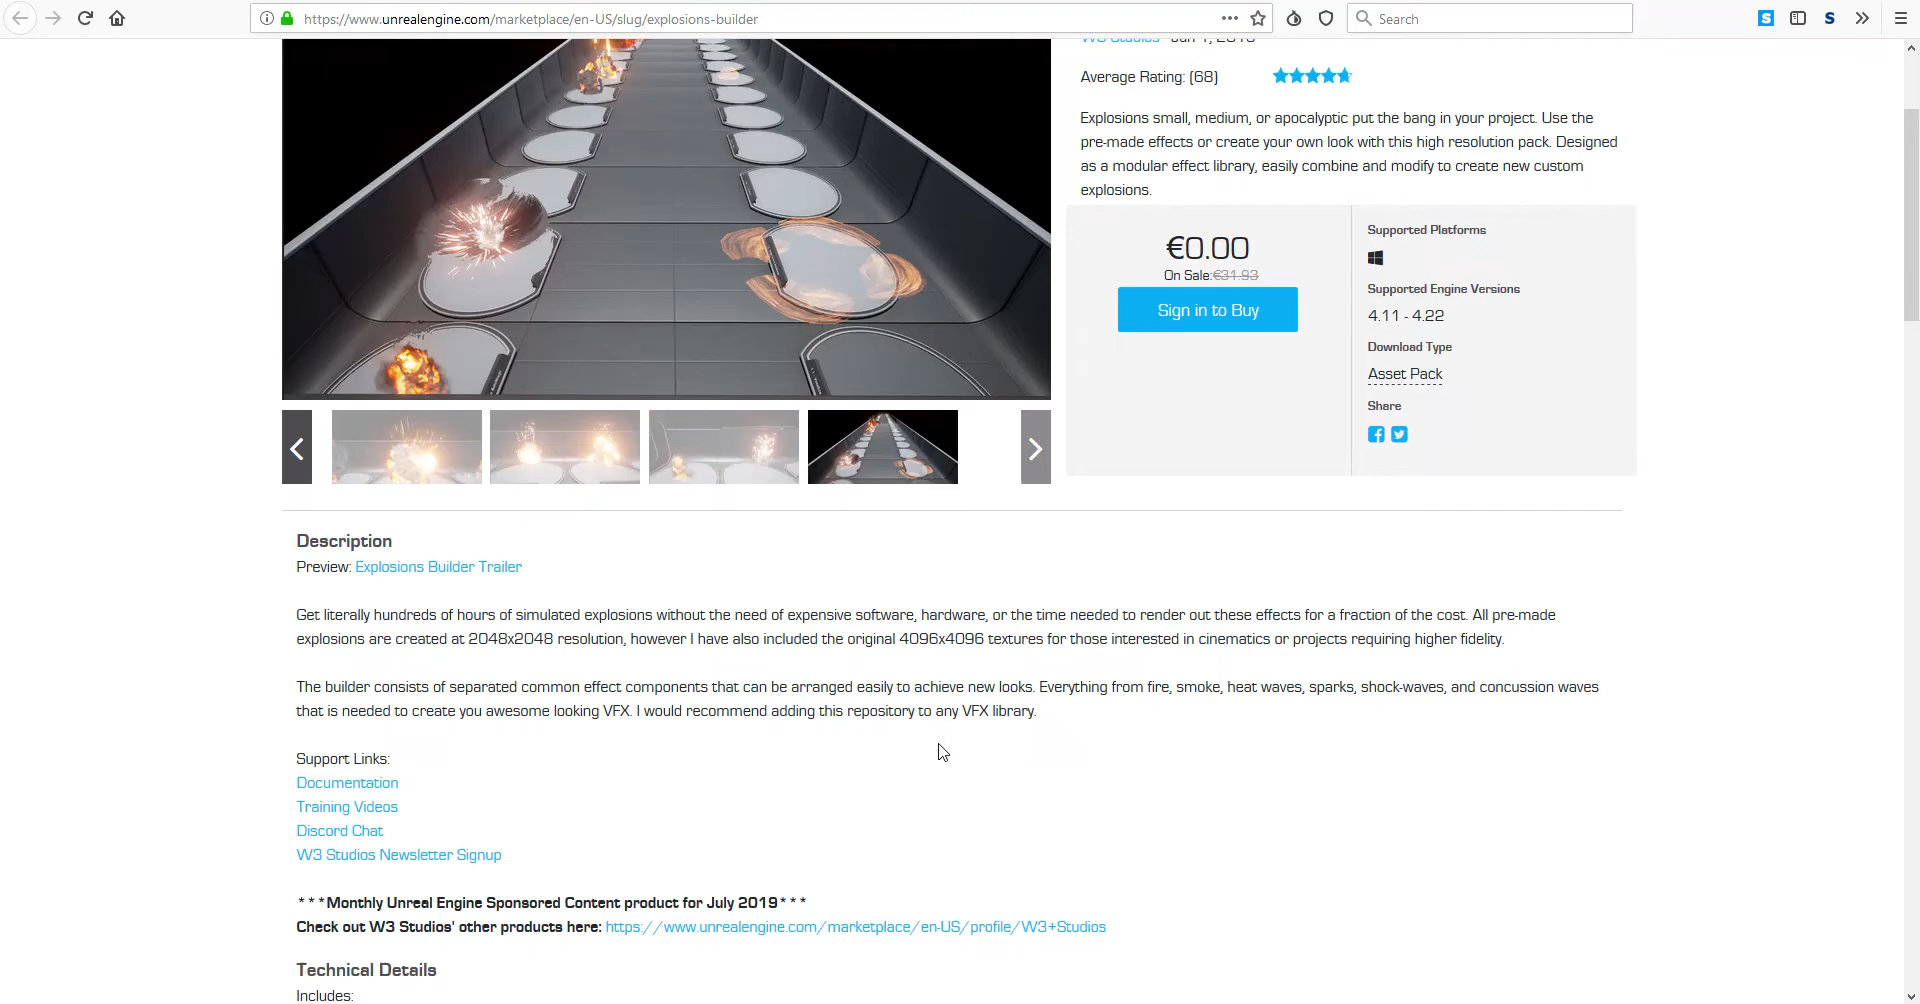 https://www.unrealengine.com/marketplace/en-US/slug/explosions-builder
Search
W3 Studios - Jun 1, 2016
Average Rating: (68)
Explosions small, medium, or apocalyptic put the bang in your project. Use the
pre-made effects or create your own look with this high resolution pack. Designed
as a modular effect library, easily combine and modify to create new custom
explosions.
€0.00
On Sale:€31.93
Sign in to Buy
Supported Platforms
Supported Engine Versions
4.11 - 4.22
Download Type
Asset Pack
Share
Description
Preview: Explosions Builder Trailer
Get literally hundreds of hours of simulated explosions without the need of expensive software, hardware, or the time needed to render out these effects for a fraction of the cost. All pre-made
explosions are created at 2048x2048 resolution, however I have also included the original 4096x4096 textures for those interested in cinematics or projects requiring higher fidelity.
The builder consists of separated common effect components that can be arranged easily to achieve new looks. Everything from fire, smoke, heat waves, sparks, shock-waves, and concussion waves
that is needed to create you awesome looking VFX. I would recommend adding this repository to any VFX library.
Support Links:
Documentation
Training Videos
Discord Chat
W3 Studios Newsletter Signup
***Monthly Unreal Engine Sponsored Content product for July 2019***
Check out W3 Studios' other products here: https://www.unrealengine.com/marketplace/en-US/profile/W3+Studios
Technical Details
Includes: